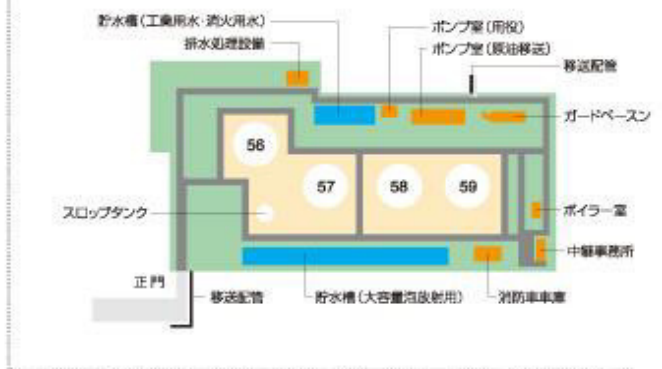 貯水槽(工業用水·消火用水)
ポンプ室(用役)
排水処理設備
ポンプ室(原油移送)
移送配管
ガードベースン
56
57
58
59
スロップタンク
ボイラー室
中継事務所
正門
移送配管
貯水槽(大容量泡放射用)
消防車車庫